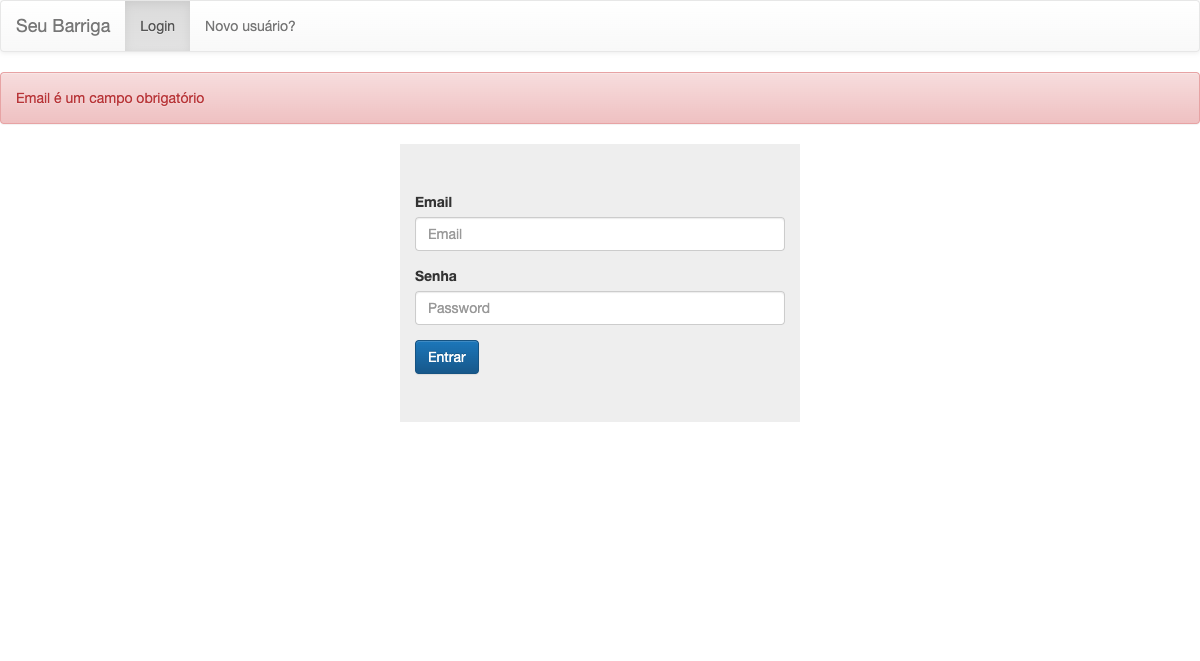 Seu Barriga Login Novo usuário?
Email é um campo obrigatório
Email
Email
Senha
Password
Entrar